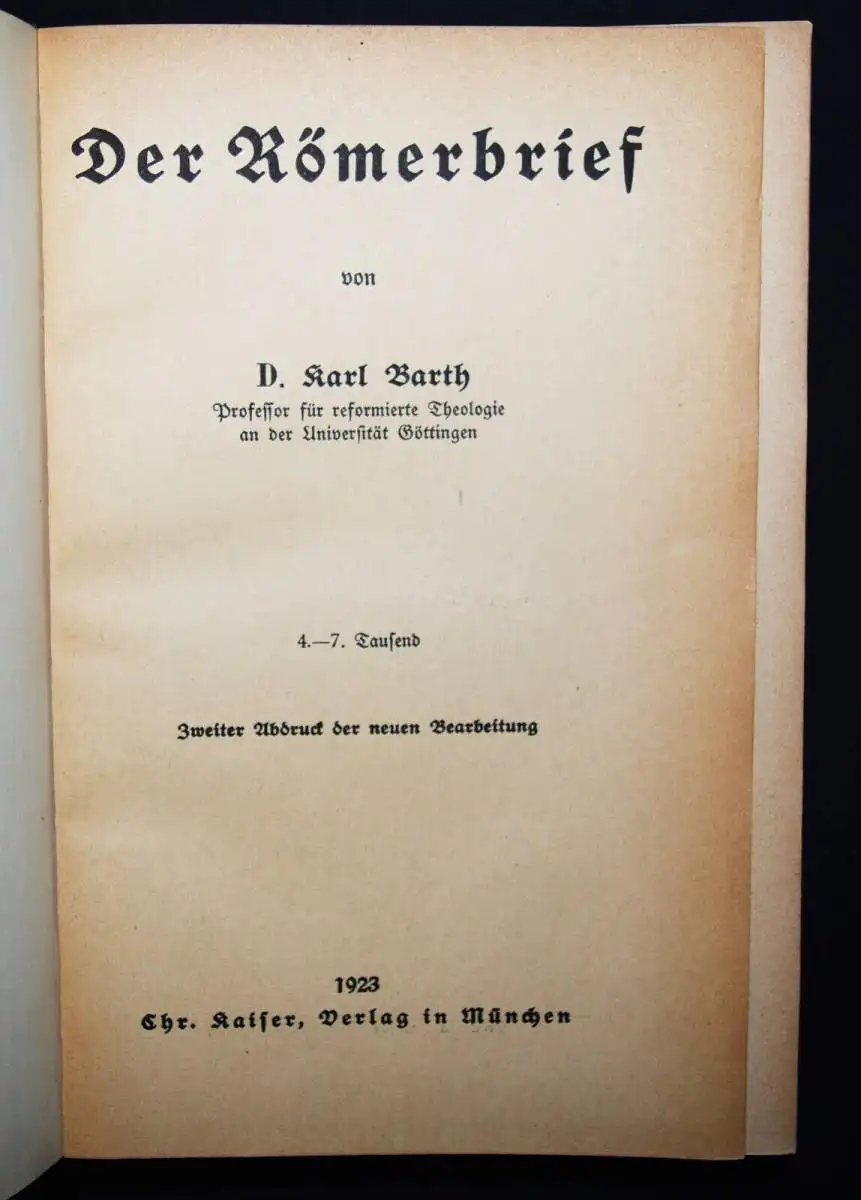 Der Römerbrief
von
D. Karl Barth
Professor für reformierte Theologie
an der Universität Göttingen
4.—7. Tausend
Zweiter Abdruck der neuen Bearbeitung
1923
Chr. Kaiser, Verlag in München